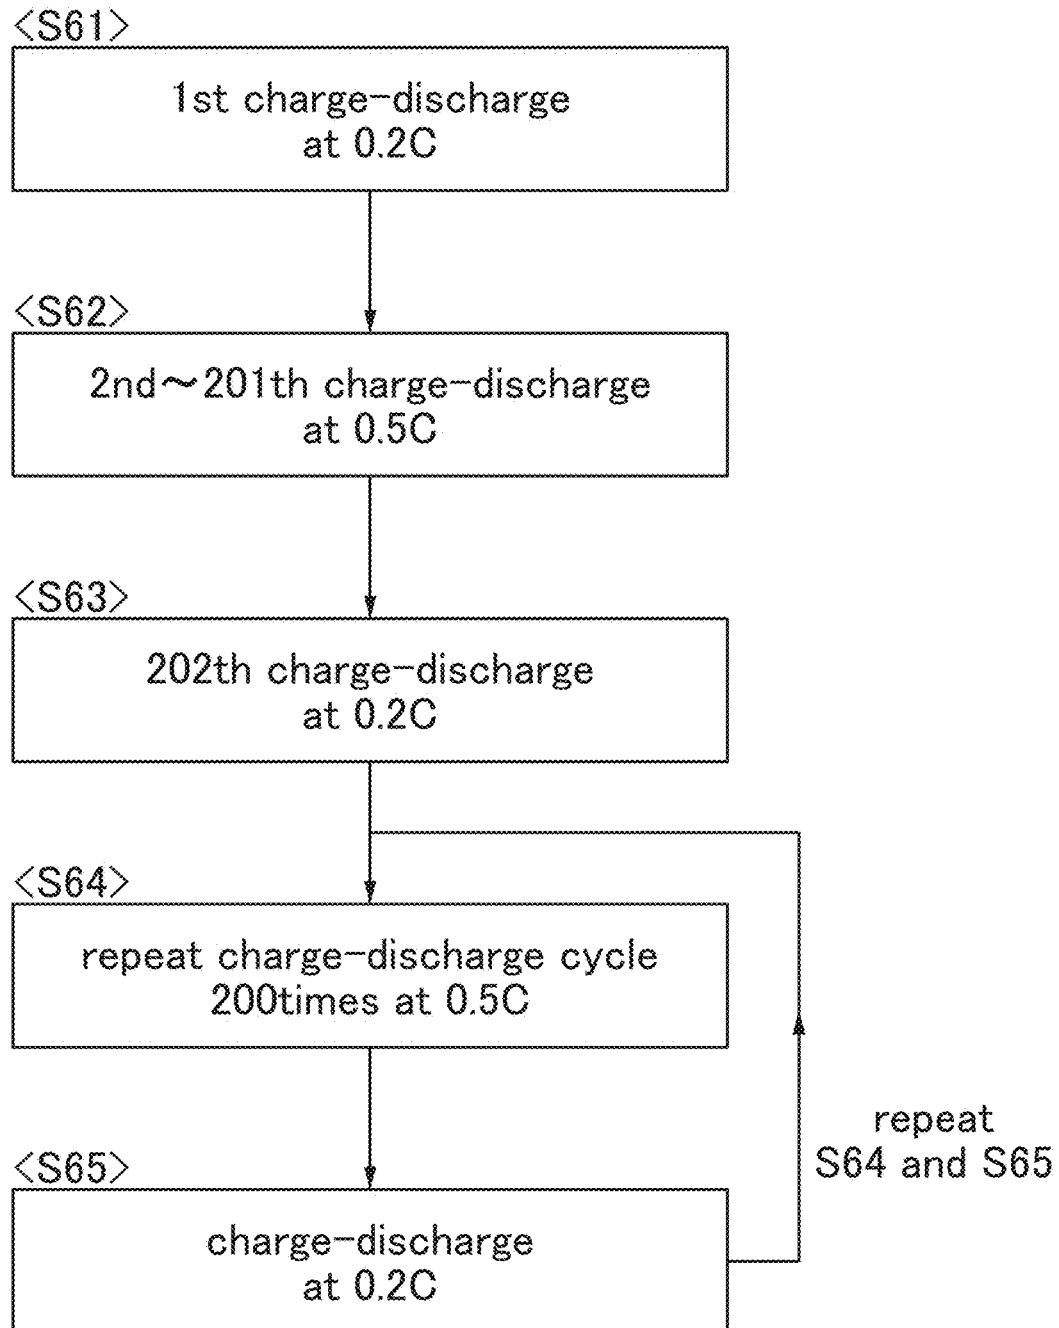 <S61>
1st charge-discharge
at 0.2C
<S62>
2nd～201th charge-discharge
at 0.5C
<S63>
202th charge-discharge
at 0.2C
<S64>
repeat charge-discharge cycle
200times at 0.5C
repeat
S64 and S65
<S65>
charge-discharge
at 0.2C